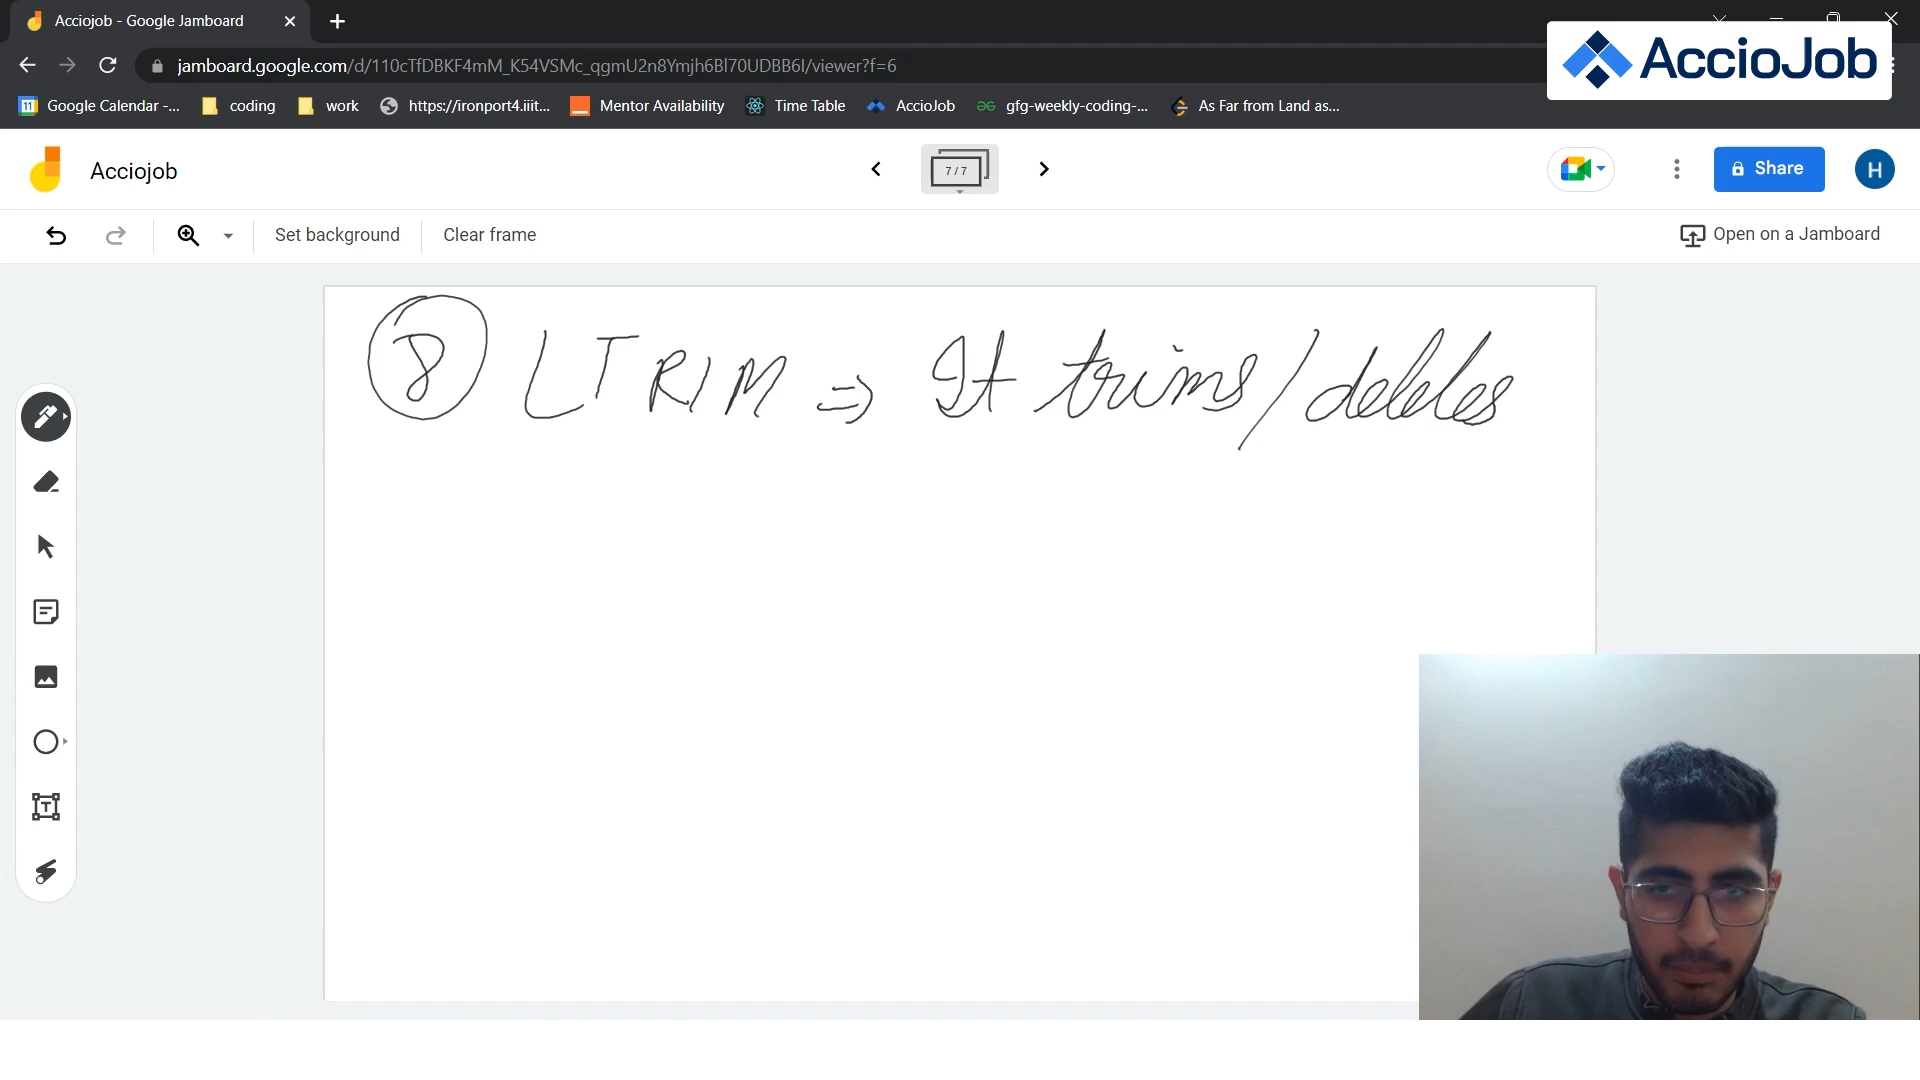 Acciojob - Google Jamboard
jamboard.google.com/d/110cTfDBKF4mM_K54VSMc_qgmU2n8Ymjh6Bl70UDBB6I/viewer?f=6
AccioJob
11 Google Calendar -... coding work https://ironport4.iiit... Mentor Availability Time Table AccioJob gfg-weekly-coding-... As Far from Land as...
Acciojob
7 / 7
Share
H
Set background Clear frame
Open on a Jamboard
8 LTRIM => It trims/deletes